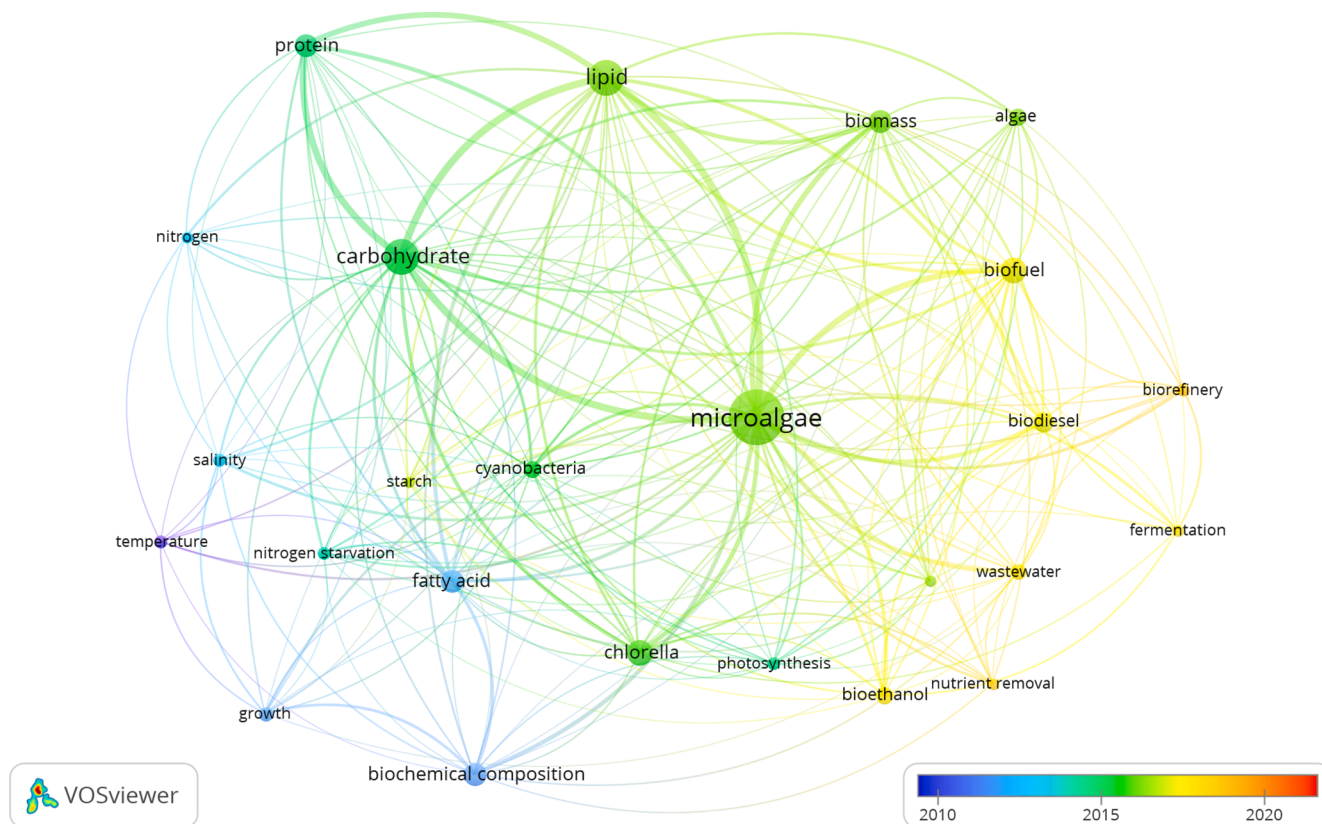 protein
lipid
biomass
algae
nitrogen
carbohydrate
biofuel
biorefinery
microalgae
biodiesel
salinity
starch
cyanobacteria
fermentation
temperature
nitrogen starvation
fatty acid
wastewater
chlorella
photosynthesis
bioethanol
nutrient removal
growth
biochemical composition
VOSviewer
2010
2015
2020